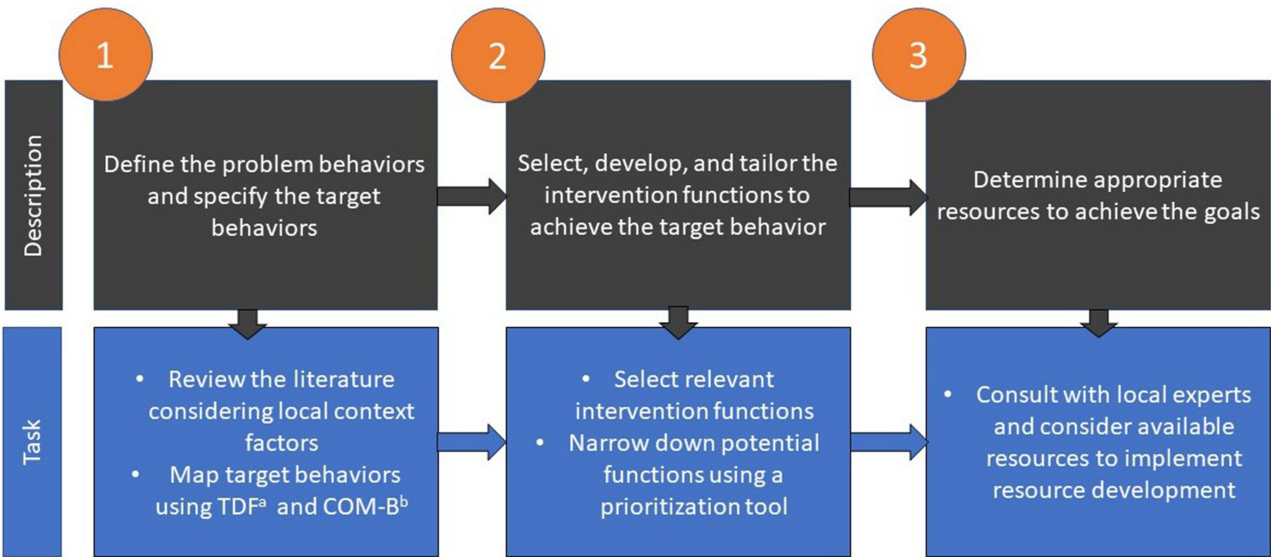 1
2
3
Description
Define the problem behaviors
and specify the target
behaviors
Select, develop, and tailor the
intervention functions to
achieve the target behavior
Determine appropriate
resources to achieve the goals
Task
• Review the literature
considering local context
factors
• Map target behaviors
using TDFᵃ and COM-Bᵇ
• Select relevant
intervention functions
• Narrow down potential
functions using a
prioritization tool
• Consult with local experts
and consider available
resources to implement
resource development